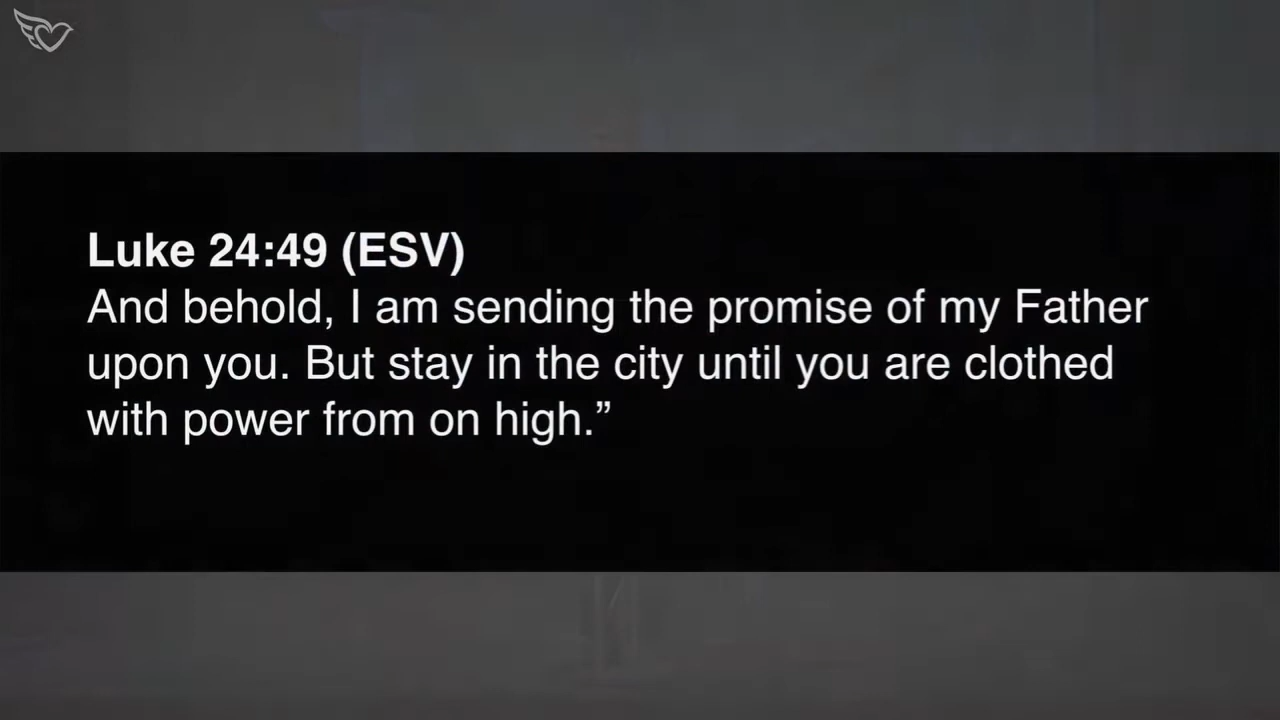 Luke 24:49 (ESV)
And behold, I am sending the promise of my Father
upon you. But stay in the city until you are clothed
with power from on high.”